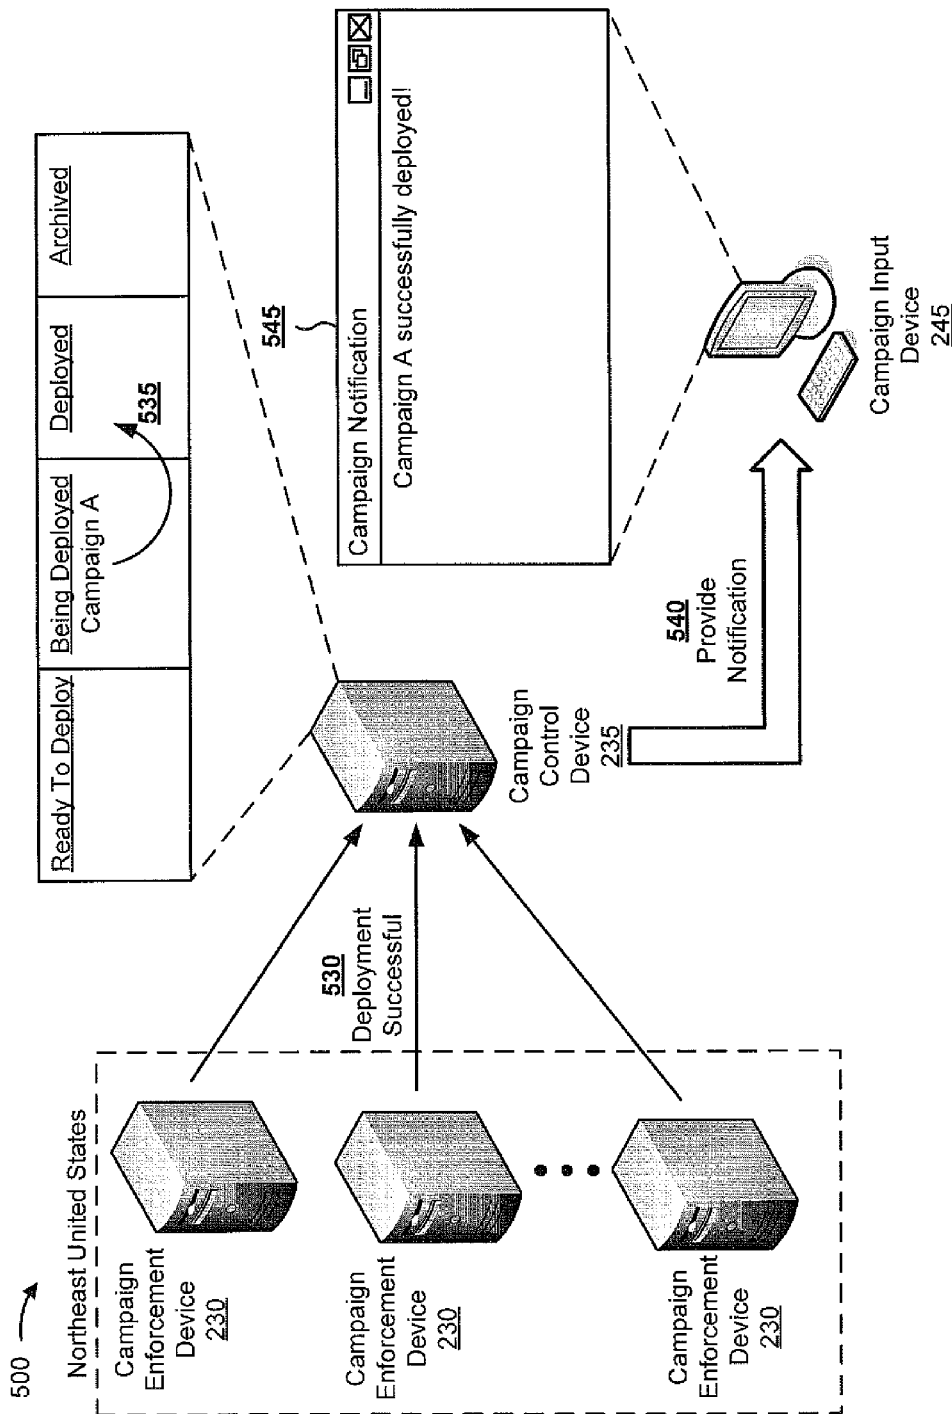 500
Northeast United States
Campaign
Enforcement
Device
230
Campaign
Enforcement
Device
230
Campaign
Enforcement
Device
230
530
Deployment
Successful
Campaign
Control
Device
235
Ready To Deploy
Being Deployed
Campaign A
Deployed
535
Archived
540
Provide
Notification
545
Campaign Notification
Campaign A successfully deployed!
Campaign Input
Device
245